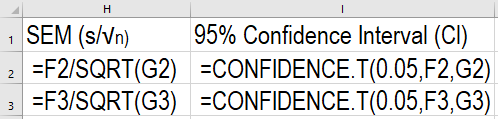 H I
1 SEM (s/√n) 95% Confidence Interval (CI)
2 =F2/SQRT(G2) =CONFIDENCE.T(0.05,F2,G2)
3 =F3/SQRT(G3) =CONFIDENCE.T(0.05,F3,G3)